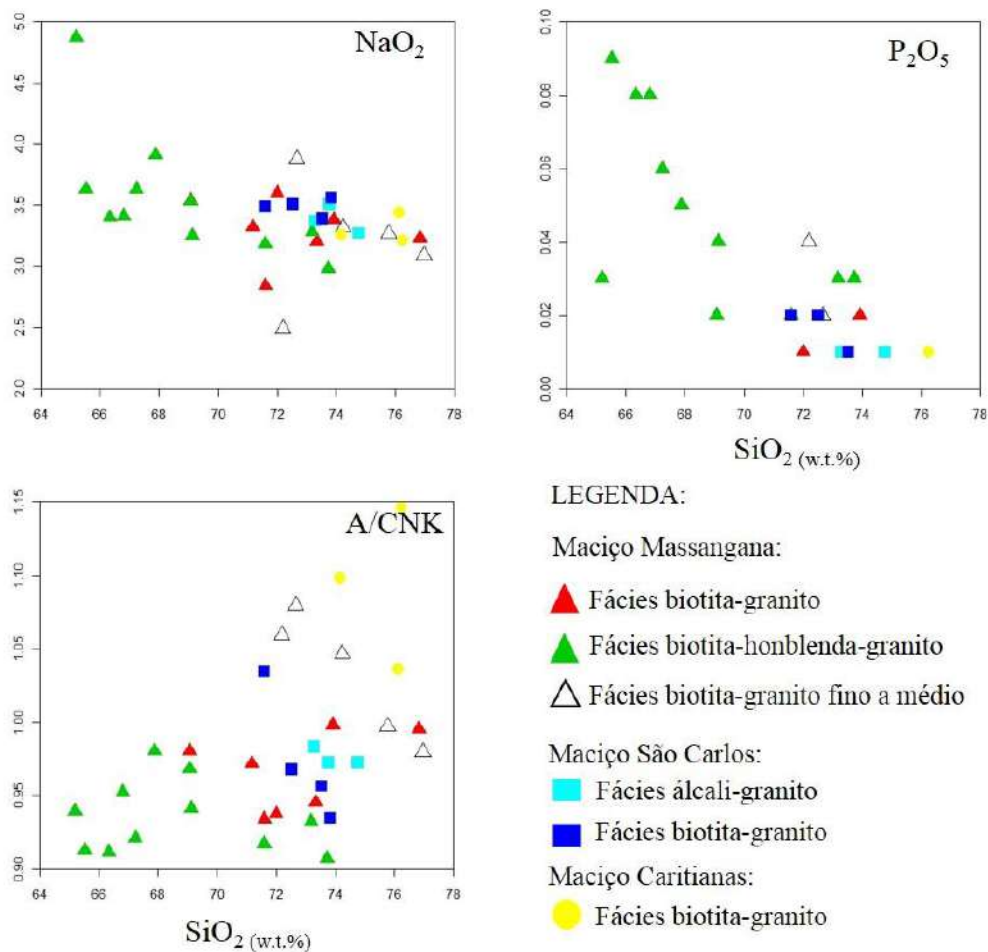 NaO₂
5.0
4.5
4.0
3.5
3.0
2.5
2.0
64 66 68 70 72 74 76 78
P₂O₅
0.10
0.08
0.06
0.04
0.02
0.00
64 66 68 70 72 74 76 78
SiO₂ (w.t.%)
A/CNK
1.15
1.10
1.05
1.00
0.95
0.90
64 66 68 70 72 74 76 78
SiO₂ (w.t.%)
LEGENDA:
Maciço Massangana:
Fácies biotita-granito
Fácies biotita-honblenda-granito
Fácies biotita-granito fino a médio
Maciço São Carlos:
Fácies álcali-granito
Fácies biotita-granito
Maciço Caritianas:
Fácies biotita-granito